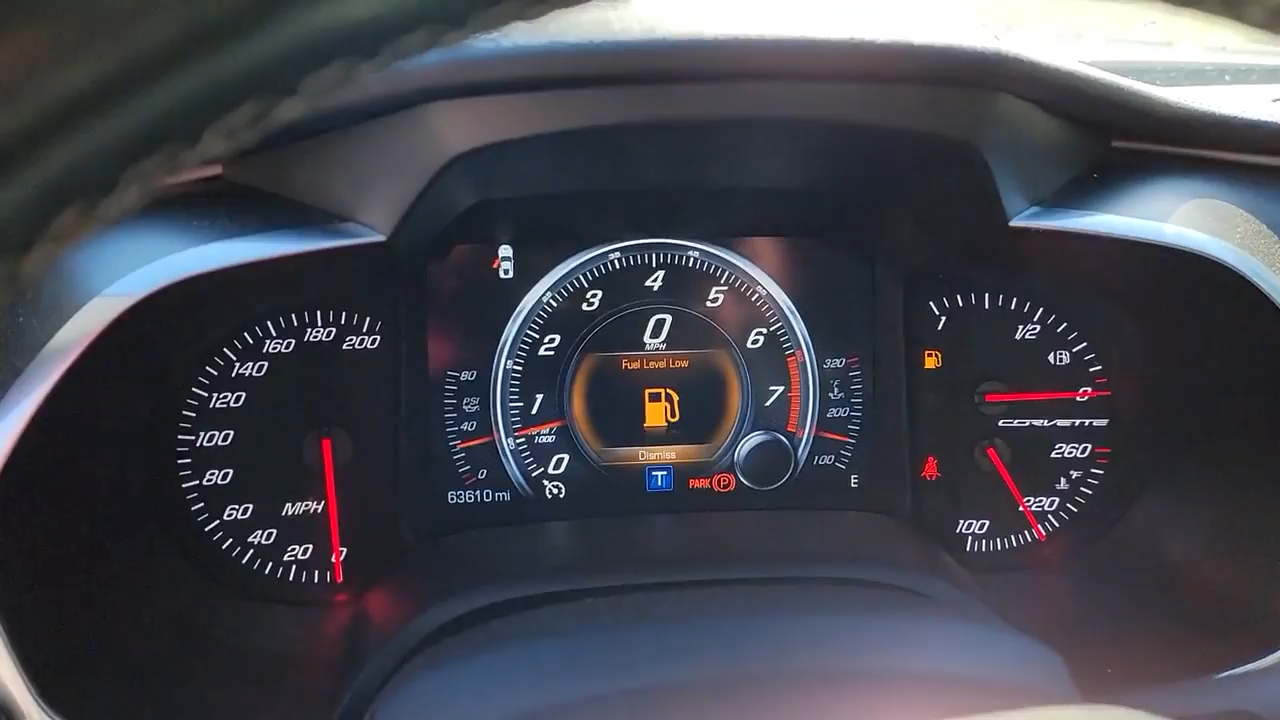 180
160
200
140
120
100
80
60
MPH
40
20
0
4
3
5
2
6
1
7
0
RPM/
1000
0
MPH
Fuel Level Low
Dismiss
80
PSI
40
0
63610 mi
T
PARK P
320
°F
200
100
E
1
1/2
0
CORVETTE
260
°F
220
100